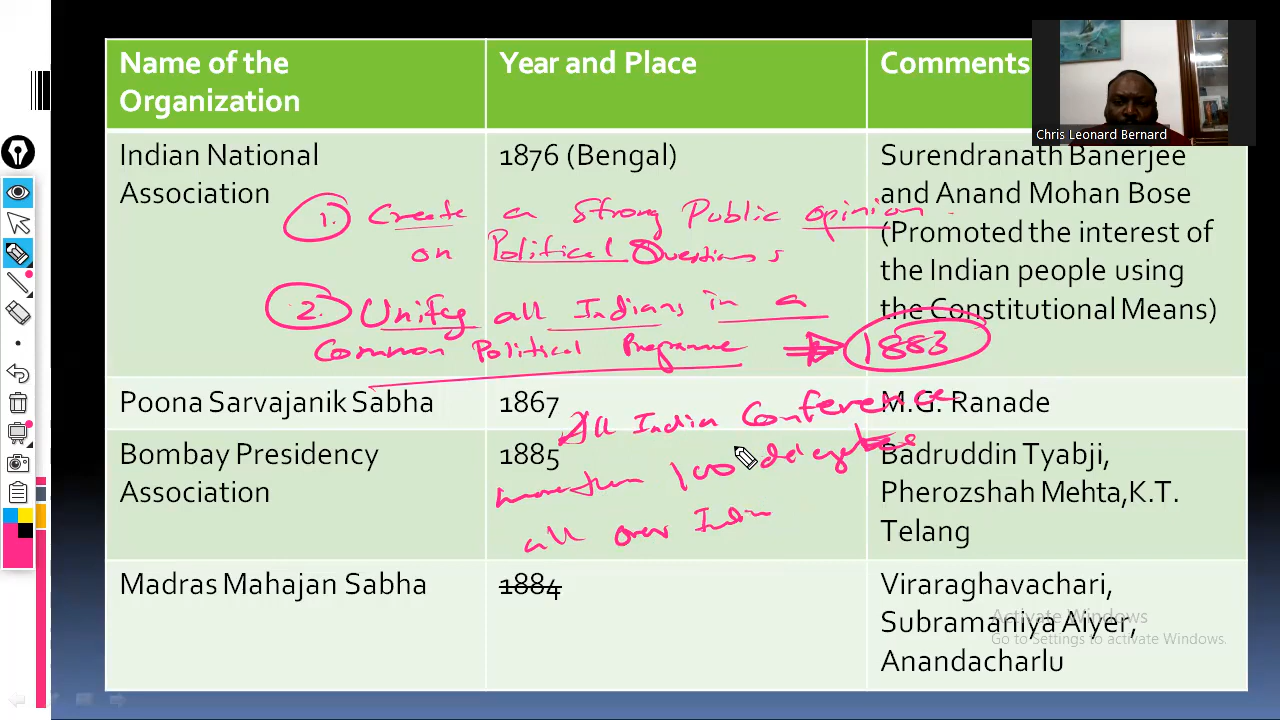 Name of the
Organization
Year and Place
Comments
Chris Leonard Bernard
Indian National
Association
1876 (Bengal)
Surendranath Banerjee
and Anand Mohan Bose
(Promoted the interest of
the Indian people using
the Constitutional Means)
1. Create a Strong Public opinion
on Political Questions
2. Unifey all Indians in a
Common Political Programme
1883
Poona Sarvajanik Sabha
1867
M.G. Ranade
All India Conference
Bombay Presidency
Association
1885
Badruddin Tyabji,
Pherozshah Mehta,K.T.
Telang
more than 100 delegates
all over India
Madras Mahajan Sabha
1884
Viraraghavachari,
Subramaniya Aiyer,
Anandacharlu
Activate Windows
Go to Settings to activate Windows.